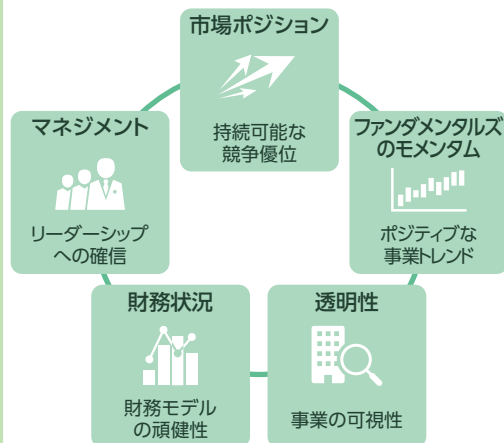 市場ポジション
持続可能な
競争優位
マネジメント
リーダーシップ
への確信
ファンダメンタルズ
のモメンタム
ポジティブな
事業トレンド
財務状況
財務モデル
の頑健性
透明性
事業の可視性